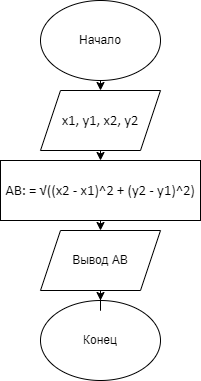 Начало
x1, y1, x2, y2
AB: = √((x2 - x1)^2 + (y2 - y1)^2)
Вывод AB
Конец